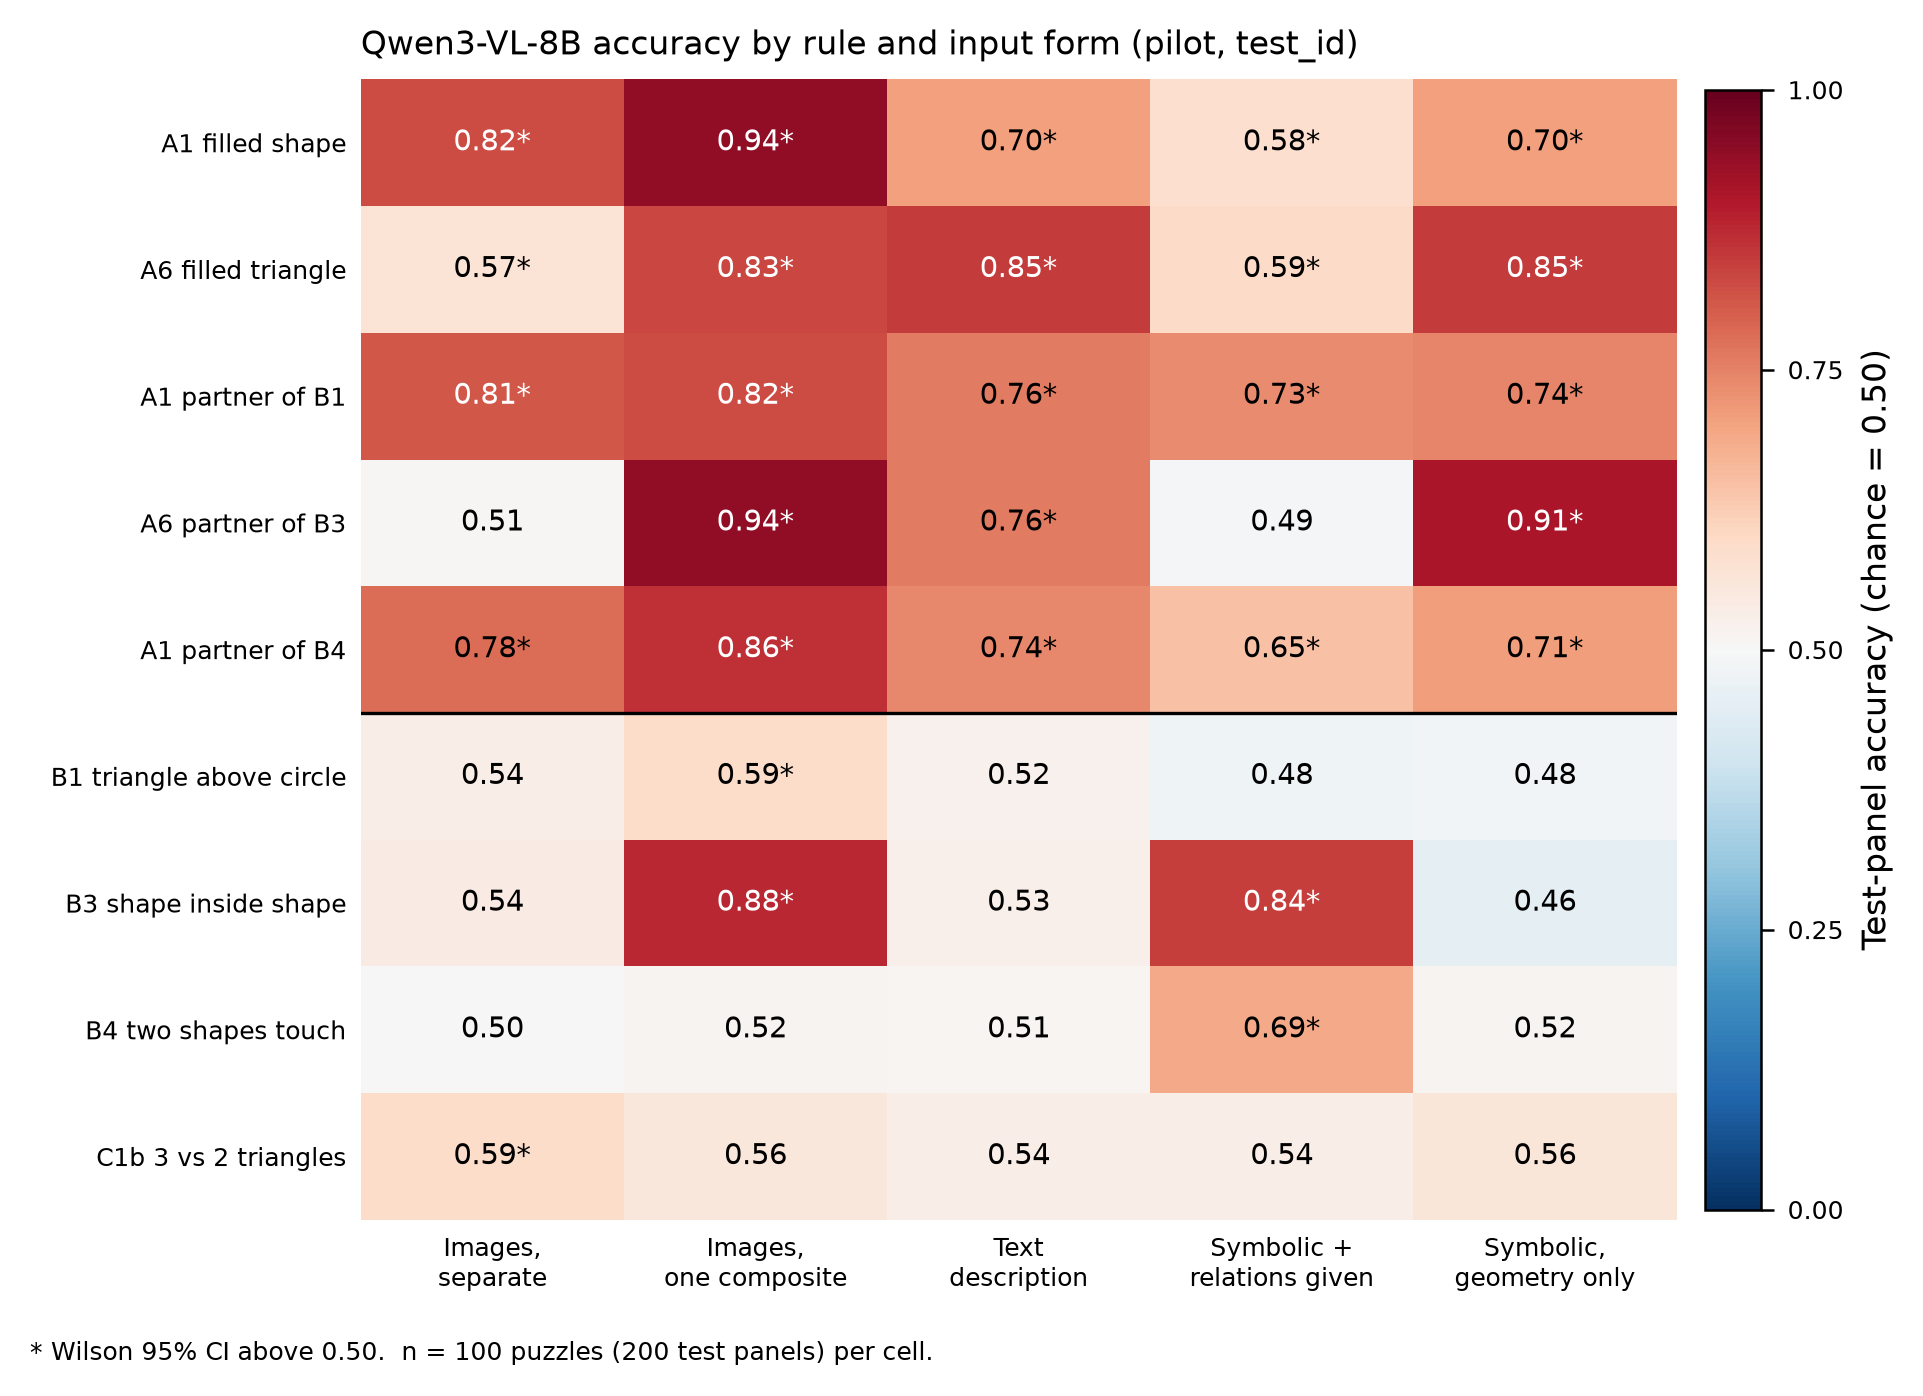 Qwen3-VL-8B accuracy by rule and input form (pilot, test_id)
A1 filled shape 0.82* 0.94* 0.70* 0.58* 0.70*
A6 filled triangle 0.57* 0.83* 0.85* 0.59* 0.85*
A1 partner of B1 0.81* 0.82* 0.76* 0.73* 0.74*
A6 partner of B3 0.51 0.94* 0.76* 0.49 0.91*
A1 partner of B4 0.78* 0.86* 0.74* 0.65* 0.71*
B1 triangle above circle 0.54 0.59* 0.52 0.48 0.48
B3 shape inside shape 0.54 0.88* 0.53 0.84* 0.46
B4 two shapes touch 0.50 0.52 0.51 0.69* 0.52
C1b 3 vs 2 triangles 0.59* 0.56 0.54 0.54 0.56
Images,
separate
Images,
one composite
Text
description
Symbolic +
relations given
Symbolic,
geometry only
1.00
0.75
0.50
0.25
0.00
Test-panel accuracy (chance = 0.50)
* Wilson 95% CI above 0.50.  n = 100 puzzles (200 test panels) per cell.